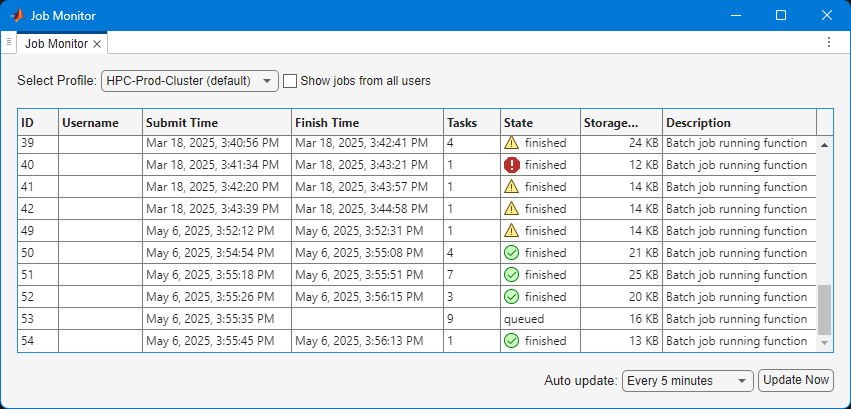 Job Monitor
Job Monitor
Select Profile: HPC-Prod-Cluster (default) Show jobs from all users
ID Username Submit Time Finish Time Tasks State Storage... Description
39 Mar 18, 2025, 3:40:56 PM Mar 18, 2025, 3:42:41 PM 4 finished 24 KB Batch job running function
40 Mar 18, 2025, 3:41:34 PM Mar 18, 2025, 3:43:21 PM 1 finished 12 KB Batch job running function
41 Mar 18, 2025, 3:42:20 PM Mar 18, 2025, 3:43:57 PM 1 finished 14 KB Batch job running function
42 Mar 18, 2025, 3:43:39 PM Mar 18, 2025, 3:44:58 PM 1 finished 14 KB Batch job running function
49 May 6, 2025, 3:52:12 PM May 6, 2025, 3:52:31 PM 1 finished 14 KB Batch job running function
50 May 6, 2025, 3:54:54 PM May 6, 2025, 3:55:08 PM 4 finished 21 KB Batch job running function
51 May 6, 2025, 3:55:18 PM May 6, 2025, 3:55:51 PM 7 finished 25 KB Batch job running function
52 May 6, 2025, 3:55:26 PM May 6, 2025, 3:56:15 PM 3 finished 20 KB Batch job running function
53 May 6, 2025, 3:55:35 PM 9 queued 16 KB Batch job running function
54 May 6, 2025, 3:55:45 PM May 6, 2025, 3:56:13 PM 1 finished 13 KB Batch job running function
Auto update: Every 5 minutes Update Now